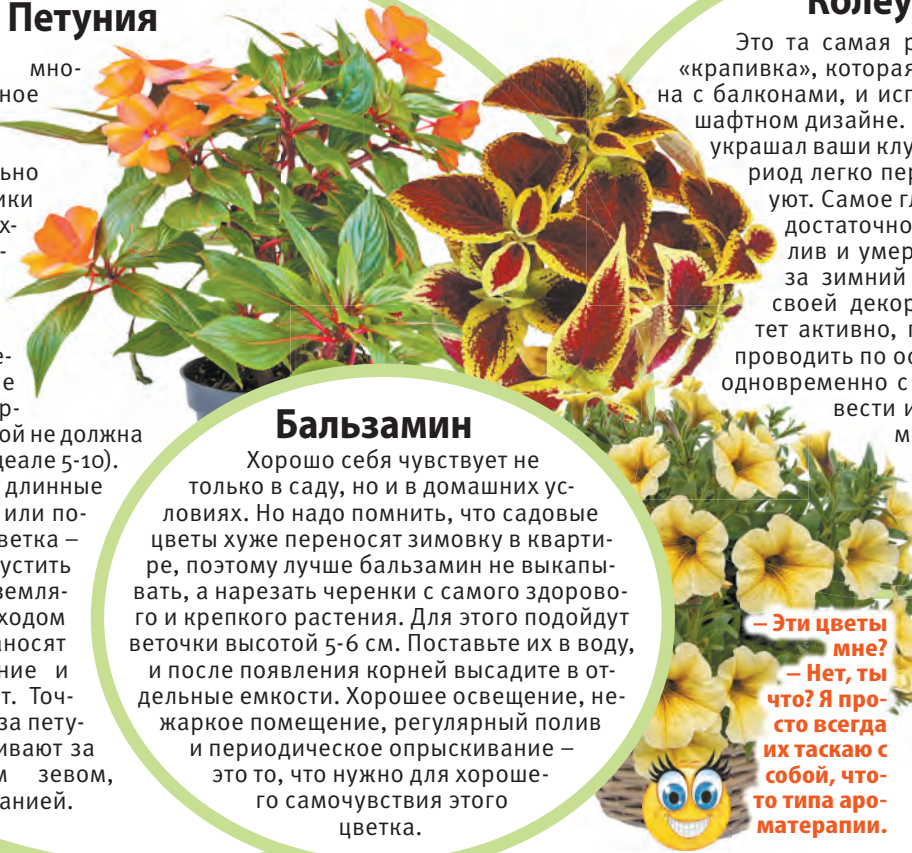 Петуния
мно-
ное
ьно
ики
х-
-
е-
е
р-
ой не должна
деале 5-10).
длинные
или по-
ветка –
устить
земля-
ходом
носят
ние и
т. Точ-
за пету-
ивают за
м зевом,
анией.
Бальзамин
Хорошо себя чувствует не
только в саду, но и в домашних ус-
ловиях. Но надо помнить, что садовые
цветы хуже переносят зимовку в кварти-
ре, поэтому лучше бальзамин не выкапы-
вать, а нарезать черенки с самого здорово-
го и крепкого растения. Для этого подойдут
веточки высотой 5-6 см. Поставьте их в воду,
и после появления корней высадите в от-
дельные емкости. Хорошее освещение, не-
жаркое помещение, регулярный полив
и периодическое опрыскивание –
это то, что нужно для хороше-
го самочувствия этого
цветка.
Колеу
Это та самая р
«крапивка», которая
на с балконами, и исп
шафтном дизайне.
украшал ваши клу
риод легко пер
уют. Самое гл
достаточно
лив и умер
за зимний
своей декор
тет активно, п
проводить по ос
одновременно с
вести и
м
– Эти цветы
мне?
– Нет, ты
что? Я про-
сто всегда
их таскаю с
собой, что-
то типа аро-
матерапии.